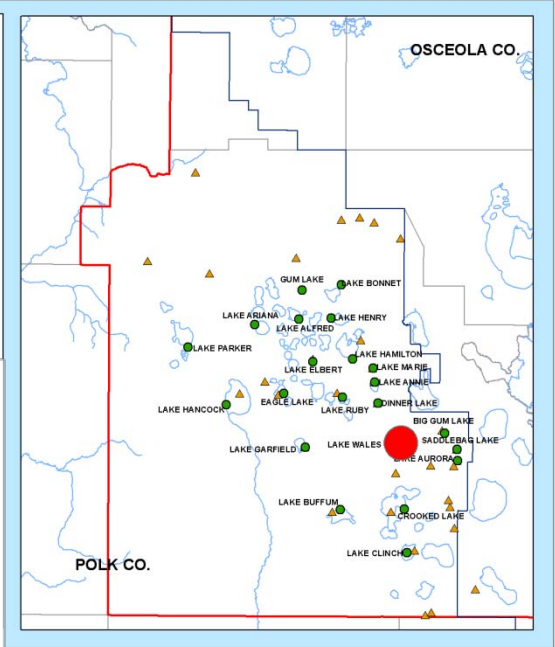 OSCEOLA CO.
GUM LAKE
LAKE BONNET
LAKE ARIANA
LAKE HENRY
LAKE ALFRED
LAKE PARKER
LAKE HAMILTON
LAKE ELBERT
LAKE MARIE
LAKE ANNIE
EAGLE LAKE
LAKE HANCOCK
LAKE RUBY
DINNER LAKE
BIG GUM LAKE
LAKE WALES
SADDLEBAG LAKE
LAKE GARFIELD
LAKE AURORA
LAKE BUFFUM
CROOKED LAKE
LAKE CLINCH
POLK CO.